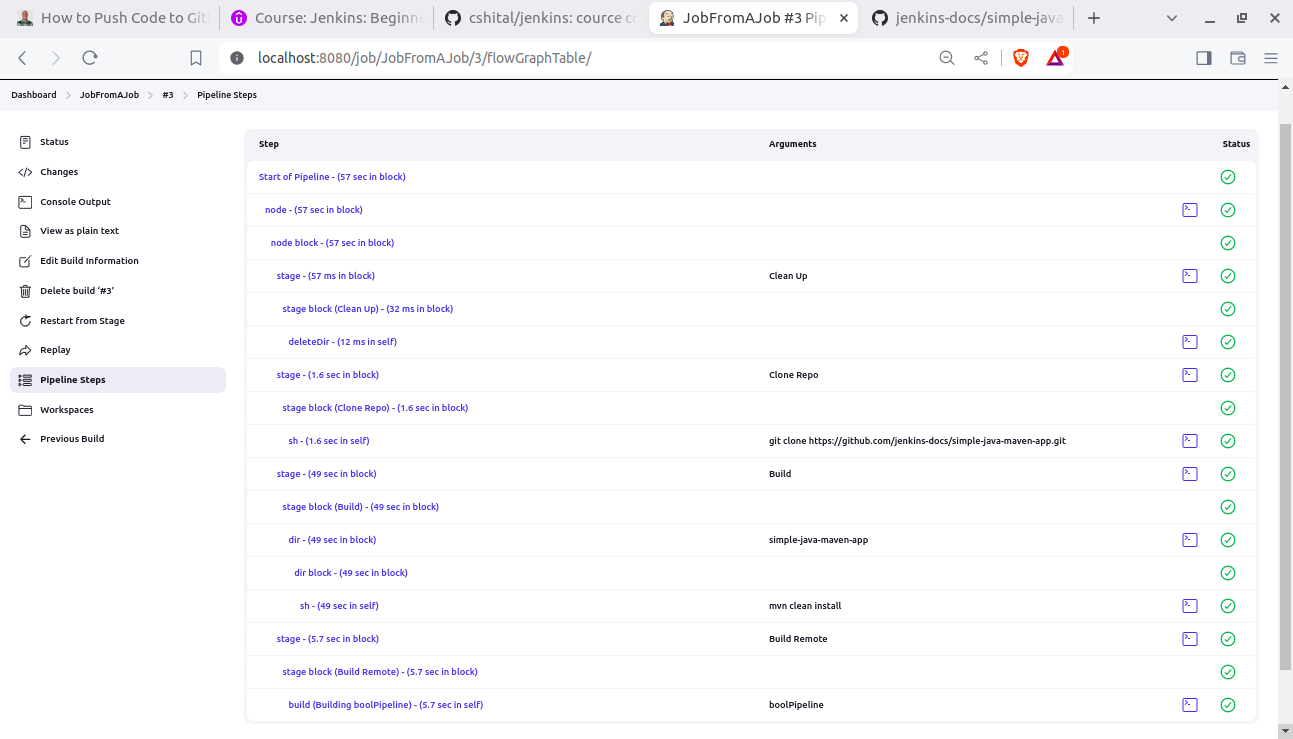 How to Push Code to Git
Course: Jenkins: Beginne
cshital/jenkins: cource co
JobFromAJob #3 Pip
jenkins-docs/simple-java
localhost:8080/job/JobFromAJob/3/flowGraphTable/
1
Dashboard > JobFromAJob > #3 > Pipeline Steps
Status
Changes
Console Output
View as plain text
Edit Build Information
Delete build ‘#3’
Restart from Stage
Replay
Pipeline Steps
Workspaces
Previous Build
Step Arguments Status
Start of Pipeline - (57 sec in block)
node - (57 sec in block)
node block - (57 sec in block)
stage - (57 ms in block) Clean Up
stage block (Clean Up) - (32 ms in block)
deleteDir - (12 ms in self)
stage - (1.6 sec in block) Clone Repo
stage block (Clone Repo) - (1.6 sec in block)
sh - (1.6 sec in self) git clone https://github.com/jenkins-docs/simple-java-maven-app.git
stage - (49 sec in block) Build
stage block (Build) - (49 sec in block)
dir - (49 sec in block) simple-java-maven-app
dir block - (49 sec in block)
sh - (49 sec in self) mvn clean install
stage - (5.7 sec in block) Build Remote
stage block (Build Remote) - (5.7 sec in block)
build (Building boolPipeline) - (5.7 sec in self) boolPipeline